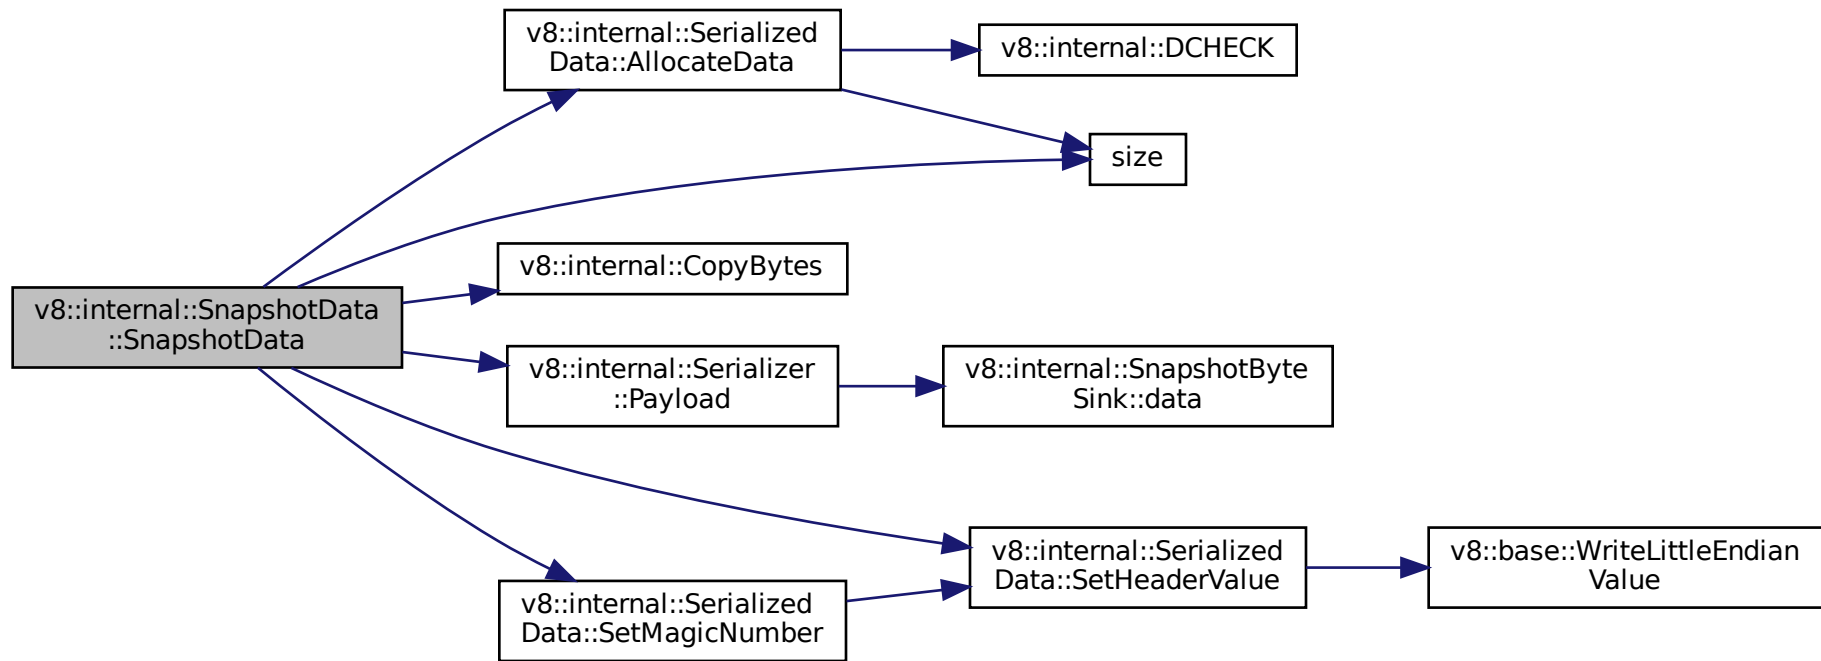 v8::internal::Serialized
Data::AllocateData
v8::internal::DCHECK
size
v8::internal::CopyBytes
v8::internal::SnapshotData
::SnapshotData
v8::internal::Serializer
::Payload
v8::internal::SnapshotByte
Sink::data
v8::internal::Serialized
Data::SetHeaderValue
v8::base::WriteLittleEndian
Value
v8::internal::Serialized
Data::SetMagicNumber